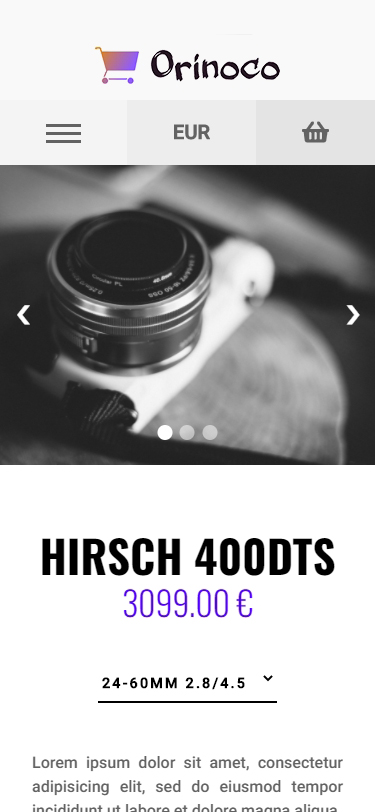 Orinoco
EUR
HIRSCH 400DTS
3099.00 €
24-60MM 2.8/4.5
Lorem ipsum dolor sit amet, consectetur
adipisicing elit, sed do eiusmod tempor
incididunt ut labore et dolore magna aliqua.